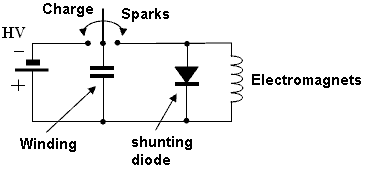 Charge Sparks
HV
−
+
Electromagnets
Winding
shunting
diode